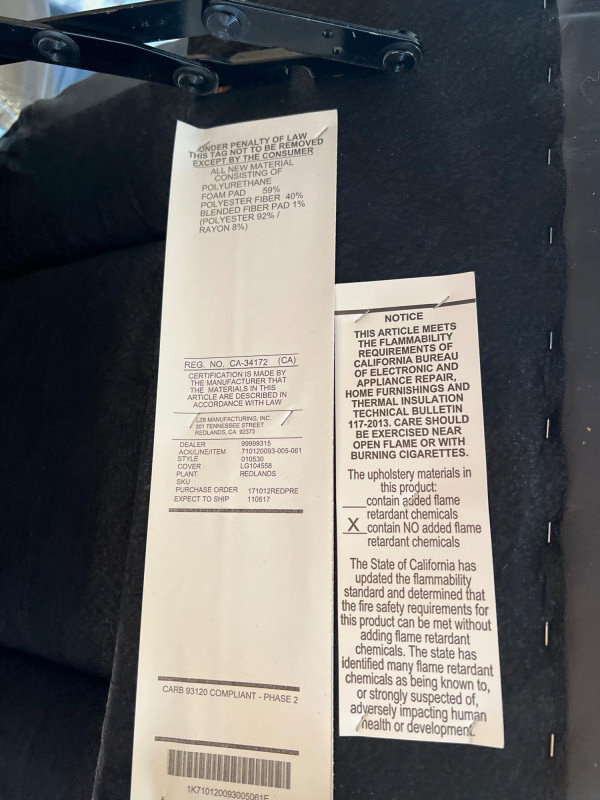 UNDER PENALTY OF LAW
THIS TAG NOT TO BE REMOVED
EXCEPT BY THE CONSUMER
ALL NEW MATERIAL
CONSISTING OF
POLYURETHANE
FOAM PAD 59%
POLYESTER FIBER 40%
BLENDED FIBER PAD 1%
(POLYESTER 92% /
RAYON 8%)
REG. NO. CA-34172 (CA)
CERTIFICATION IS MADE BY
THE MANUFACTURER THAT
THE MATERIALS IN THIS
ARTICLE ARE DESCRIBED IN
ACCORDANCE WITH LAW
LZB MANUFACTURING, INC.
301 TENNESSEE STREET
REDLANDS, CA 92373
DEALER 99999315
ACK/LINE/ITEM 710120093-005-061
STYLE 010530
COVER LG104558
PLANT REDLANDS
SKU
PURCHASE ORDER 171012REDPRE
EXPECT TO SHIP 110617
CARB 93120 COMPLIANT - PHASE 2
1K710120093005061F
NOTICE
THIS ARTICLE MEETS
THE FLAMMABILITY
REQUIREMENTS OF
CALIFORNIA BUREAU
OF ELECTRONIC AND
APPLIANCE REPAIR,
HOME FURNISHINGS AND
THERMAL INSULATION
TECHNICAL BULLETIN
117-2013. CARE SHOULD
BE EXERCISED NEAR
OPEN FLAME OR WITH
BURNING CIGARETTES.
The upholstery materials in
this product:
___contain added flame
retardant chemicals
X contain NO added flame
retardant chemicals
The State of California has
updated the flammability
standard and determined that
the fire safety requirements for
this product can be met without
adding flame retardant
chemicals. The state has
identified many flame retardant
chemicals as being known to,
or strongly suspected of,
adversely impacting human
health or development.